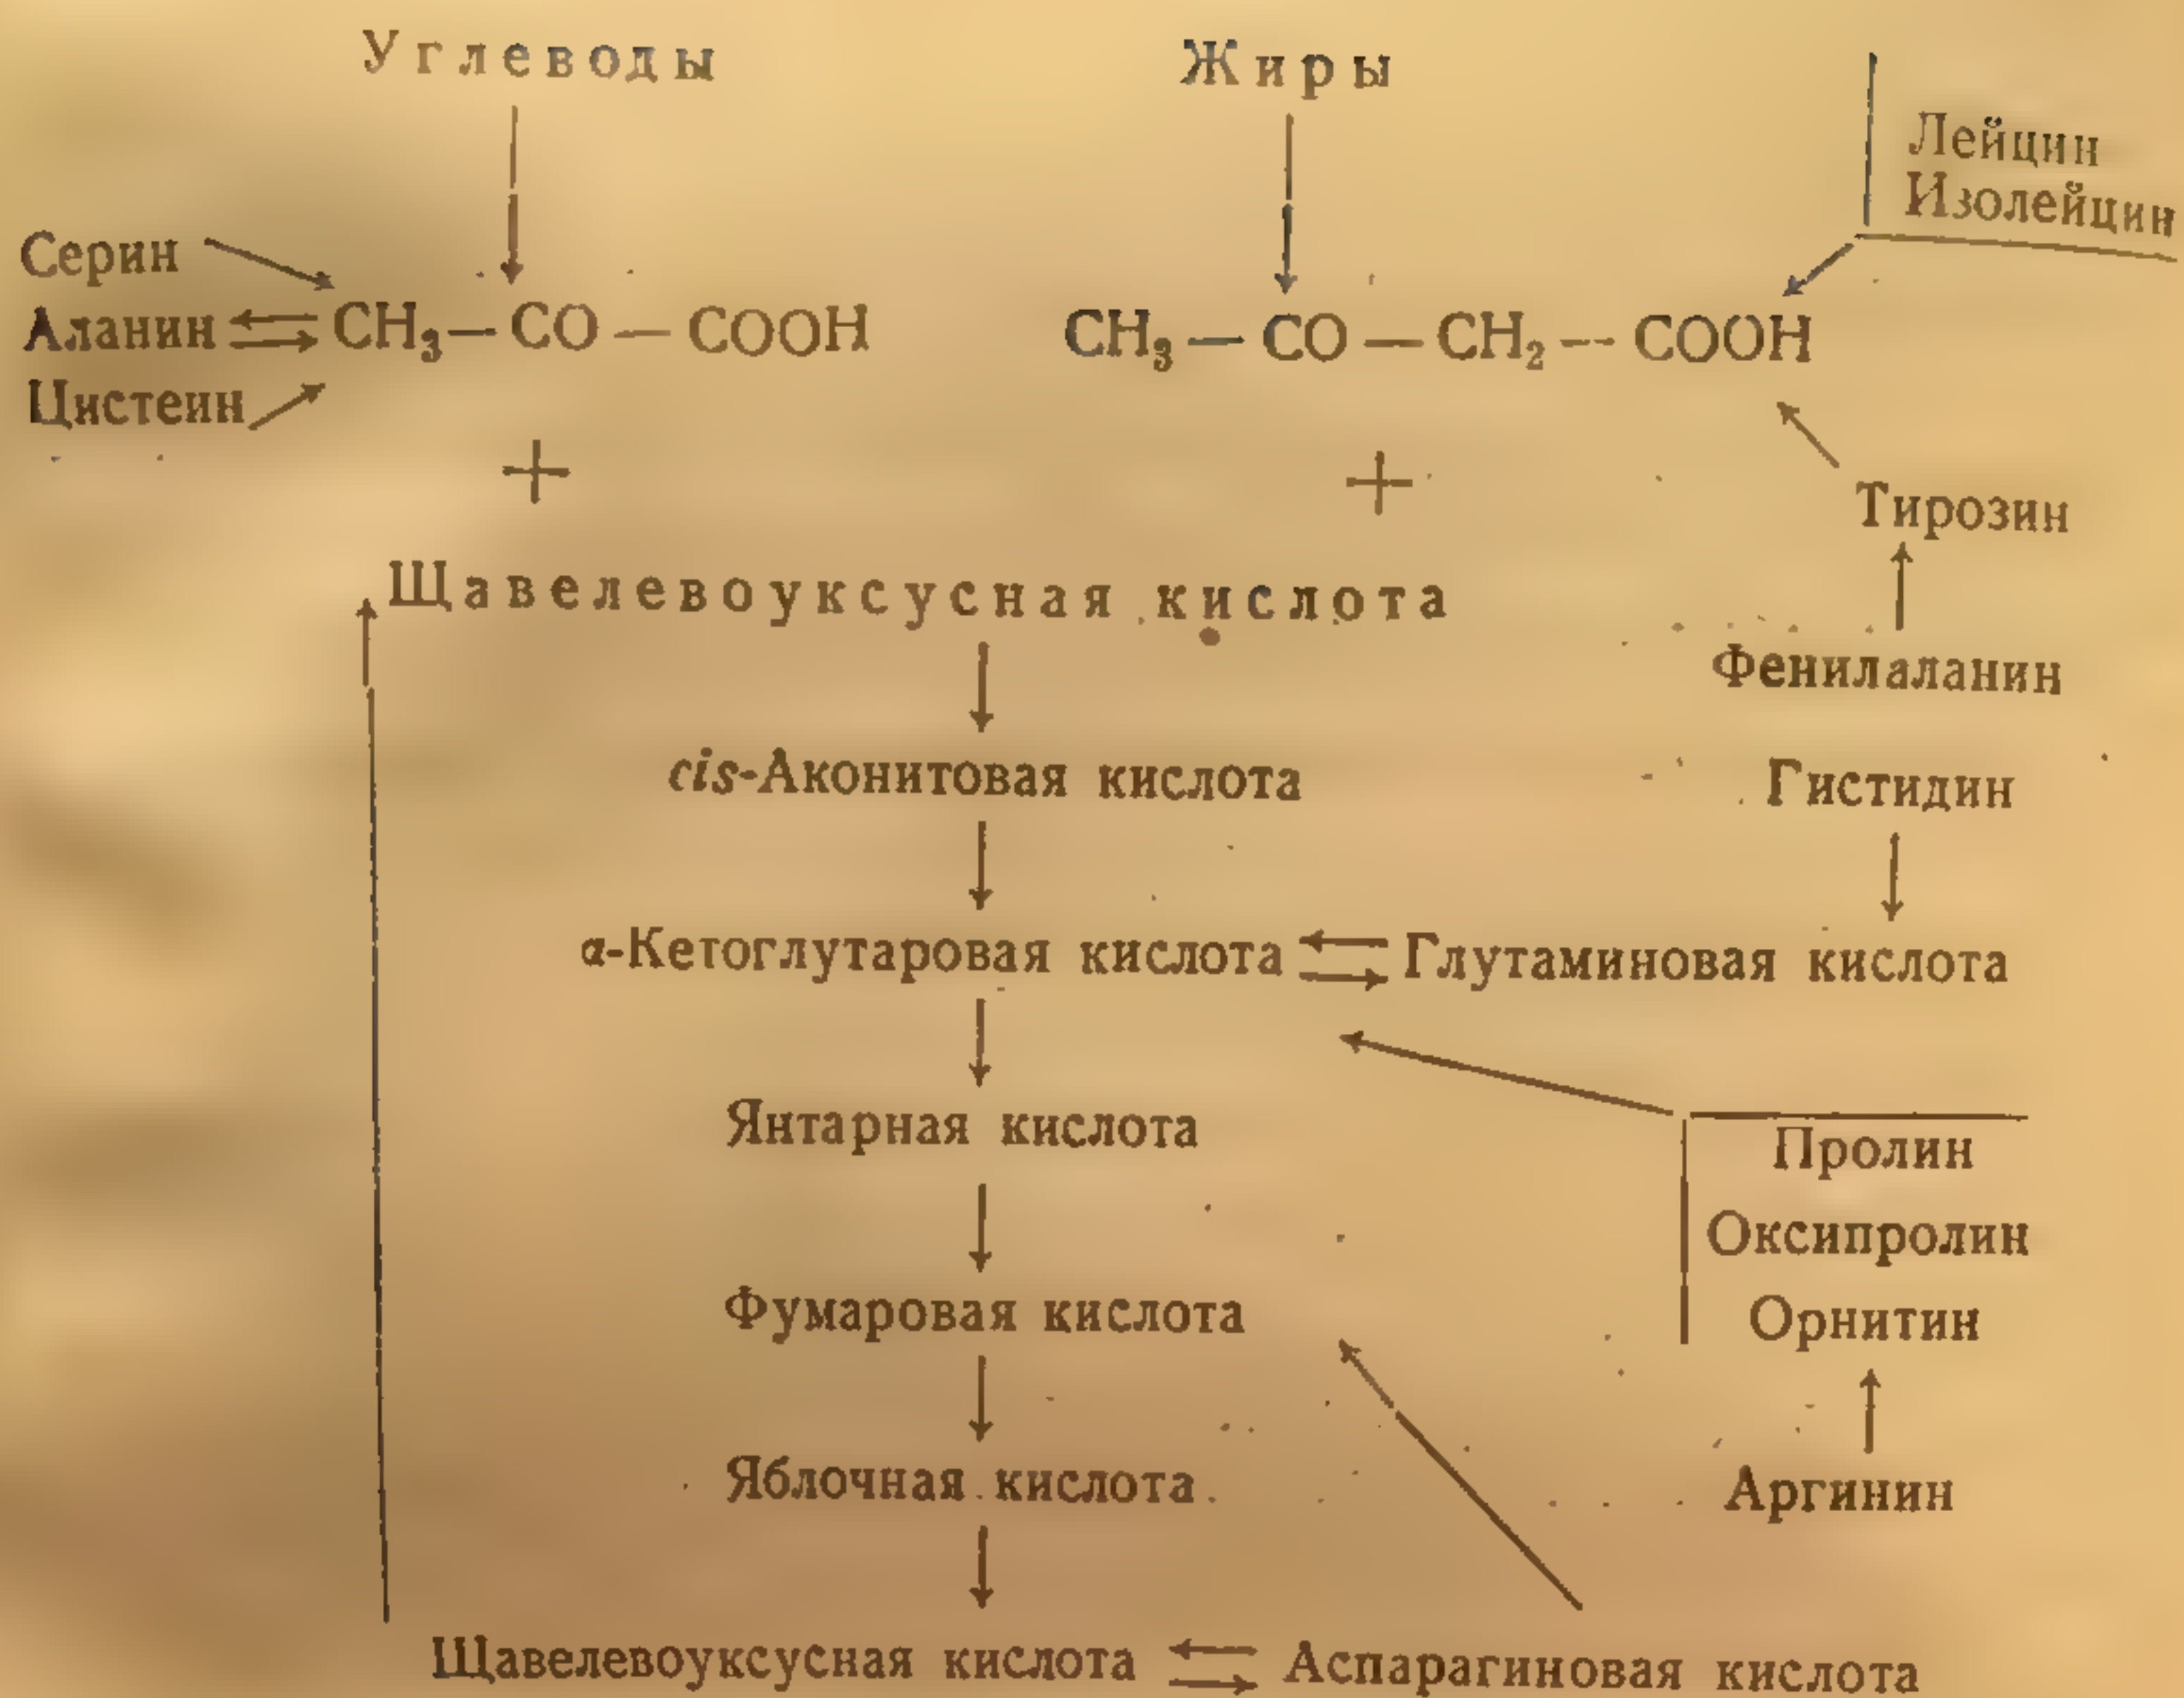 Углеводы
Жиры
Лейцин
Изолейцин
Серин
Аланин
Цистеин
CH₃ — CO — COOH
CH₃ — CO — CH₂ -- COOH
+
+
Тирозин
Щавелевоуксусная кислота
Фенилаланин
cis-Аконитовая кислота
Гистидин
α-Кетоглутаровая кислота
Глутаминовая кислота
Янтарная кислота
Пролин
Оксипролин
Фумаровая кислота
Орнитин
Яблочная кислота
Аргинин
Щавелевоуксусная кислота
Аспарагиновая кислота